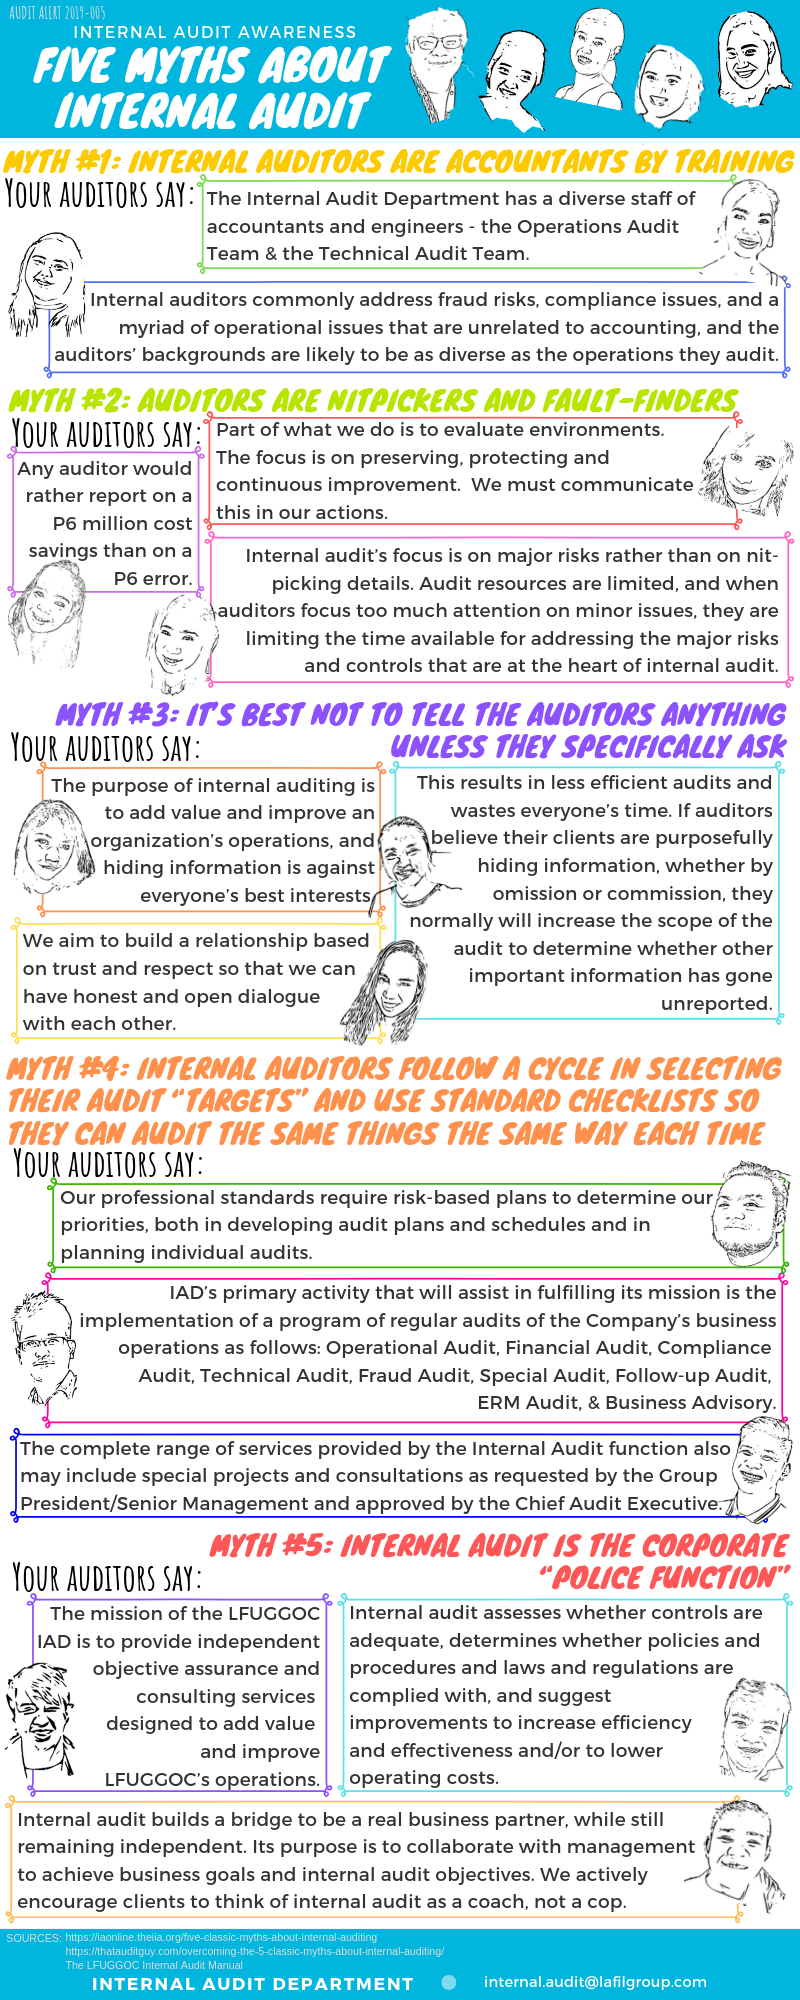 AUDIT ALERT 2019-005
INTERNAL AUDIT AWARENESS
FIVE MYTHS ABOUT
INTERNAL AUDIT
MYTH #1: INTERNAL AUDITORS ARE ACCOUNTANTS BY TRAINING
YOUR AUDITORS SAY:
The Internal Audit Department has a diverse staff of
accountants and engineers - the Operations Audit
Team & the Technical Audit Team.
Internal auditors commonly address fraud risks, compliance issues, and a
myriad of operational issues that are unrelated to accounting, and the
auditors' backgrounds are likely to be as diverse as the operations they audit.
MYTH #2: AUDITORS ARE NITPICKERS AND FAULT-FINDERS
YOUR AUDITORS SAY:
Any auditor would
rather report on a
P6 million cost
savings than on a
P6 error.
Part of what we do is to evaluate environments.
The focus is on preserving, protecting and
continuous improvement. We must communicate
this in our actions.
Internal audit's focus is on major risks rather than on nit-
picking details. Audit resources are limited, and when
auditors focus too much attention on minor issues, they are
limiting the time available for addressing the major risks
and controls that are at the heart of internal audit.
MYTH #3: IT'S BEST NOT TO TELL THE AUDITORS ANYTHING
UNLESS THEY SPECIFICALLY ASK
YOUR AUDITORS SAY:
The purpose of internal auditing is
to add value and improve an
organization's operations, and
hiding information is against
everyone's best interests.
This results in less efficient audits and
wastes everyone's time. If auditors
believe their clients are purposefully
hiding information, whether by
omission or commission, they
normally will increase the scope of the
audit to determine whether other
important information has gone
unreported.
We aim to build a relationship based
on trust and respect so that we can
have honest and open dialogue
with each other.
MYTH #4: INTERNAL AUDITORS FOLLOW A CYCLE IN SELECTING
THEIR AUDIT "TARGETS" AND USE STANDARD CHECKLISTS SO
THEY CAN AUDIT THE SAME THINGS THE SAME WAY EACH TIME
YOUR AUDITORS SAY:
Our professional standards require risk-based plans to determine our
priorities, both in developing audit plans and schedules and in
planning individual audits.
IAD's primary activity that will assist in fulfilling its mission is the
implementation of a program of regular audits of the Company's business
operations as follows: Operational Audit, Financial Audit, Compliance
Audit, Technical Audit, Fraud Audit, Special Audit, Follow-up Audit,
ERM Audit, & Business Advisory.
The complete range of services provided by the Internal Audit function also
may include special projects and consultations as requested by the Group
President/Senior Management and approved by the Chief Audit Executive.
MYTH #5: INTERNAL AUDIT IS THE CORPORATE
"POLICE FUNCTION"
YOUR AUDITORS SAY:
The mission of the LFUGGOC
IAD is to provide independent
objective assurance and
consulting services
designed to add value
and improve
LFUGGOC's operations.
Internal audit assesses whether controls are
adequate, determines whether policies and
procedures and laws and regulations are
complied with, and suggest
improvements to increase efficiency
and effectiveness and/or to lower
operating costs.
Internal audit builds a bridge to be a real business partner, while still
remaining independent. Its purpose is to collaborate with management
to achieve business goals and internal audit objectives. We actively
encourage clients to think of internal audit as a coach, not a cop.
SOURCES: https://iaonline.theiia.org/five-classic-myths-about-internal-auditing
https://thatauditguy.com/overcoming-the-5-classic-myths-about-internal-auditing/
The LFUGGOC Internal Audit Manual
INTERNAL AUDIT DEPARTMENT
internal.audit@lafilgroup.com